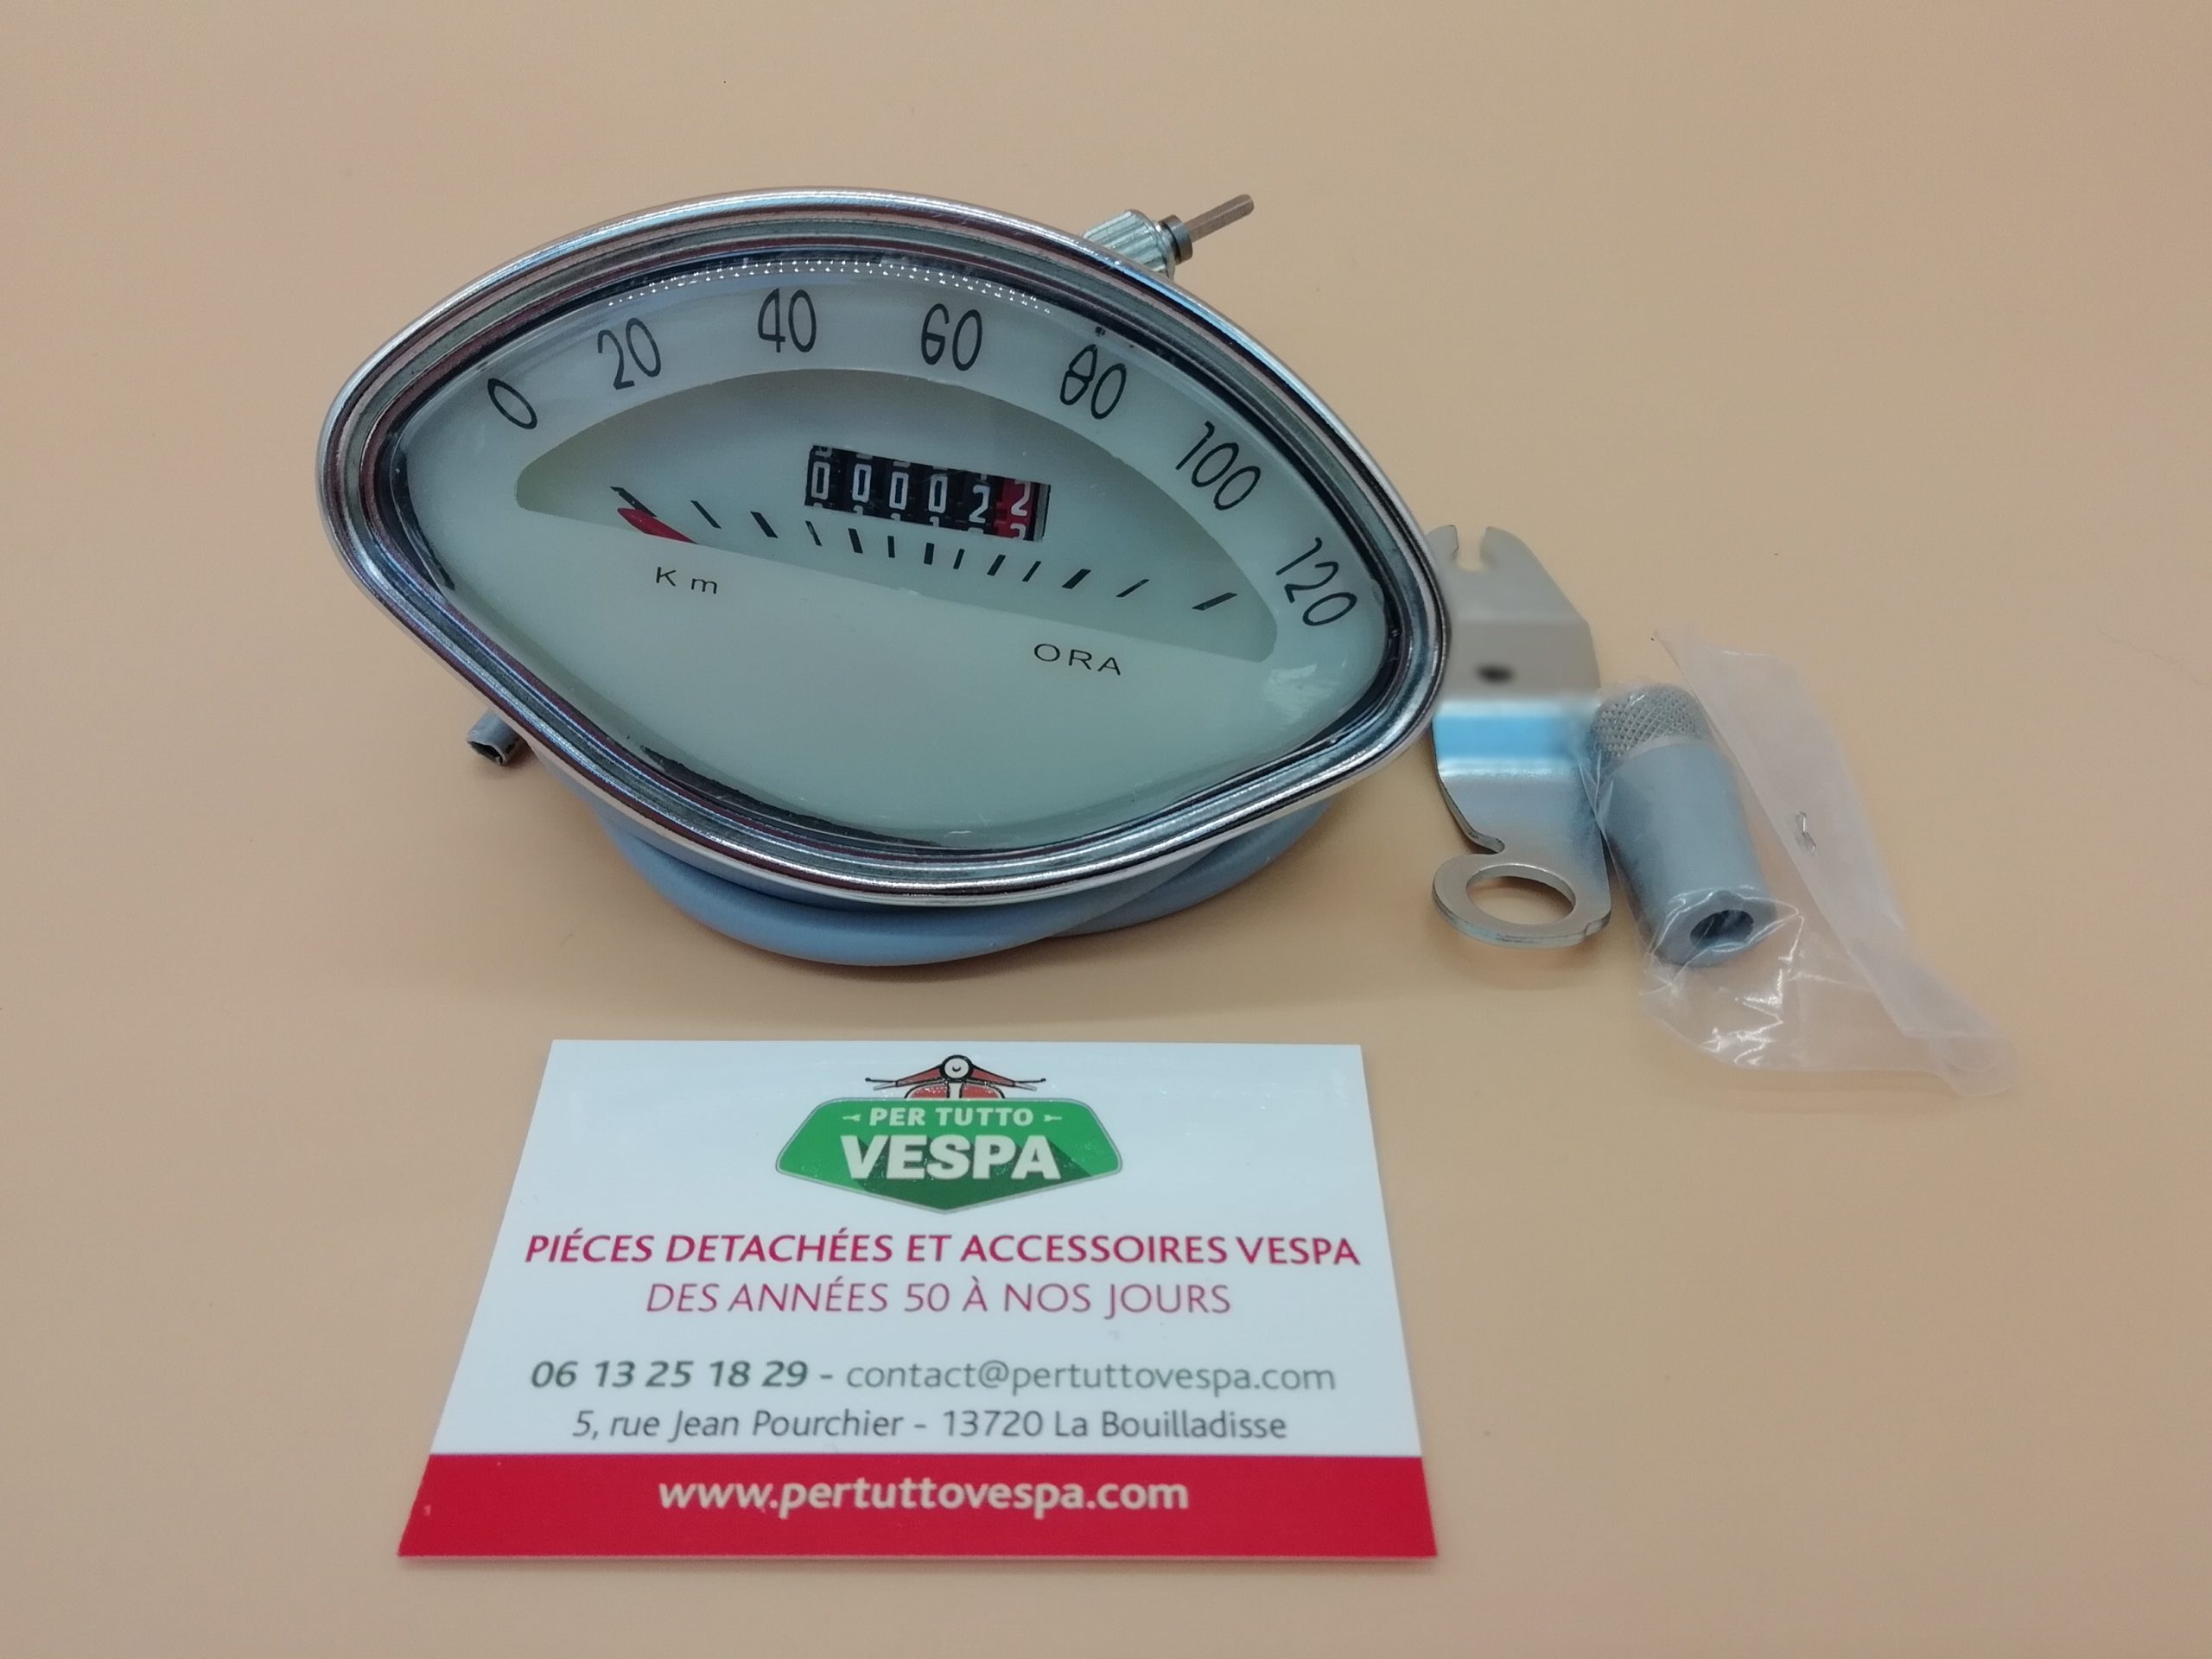 0 20 40 60 80 100 120
000022
Km
ORA
PER TUTTO
VESPA
PIÉCES DETACHÉES ET ACCESSOIRES VESPA
DES ANNÉES 50 À NOS JOURS
06 13 25 18 29 - contact@pertuttovespa.com
5, rue Jean Pourchier - 13720 La Bouilladisse
www.pertuttovespa.com